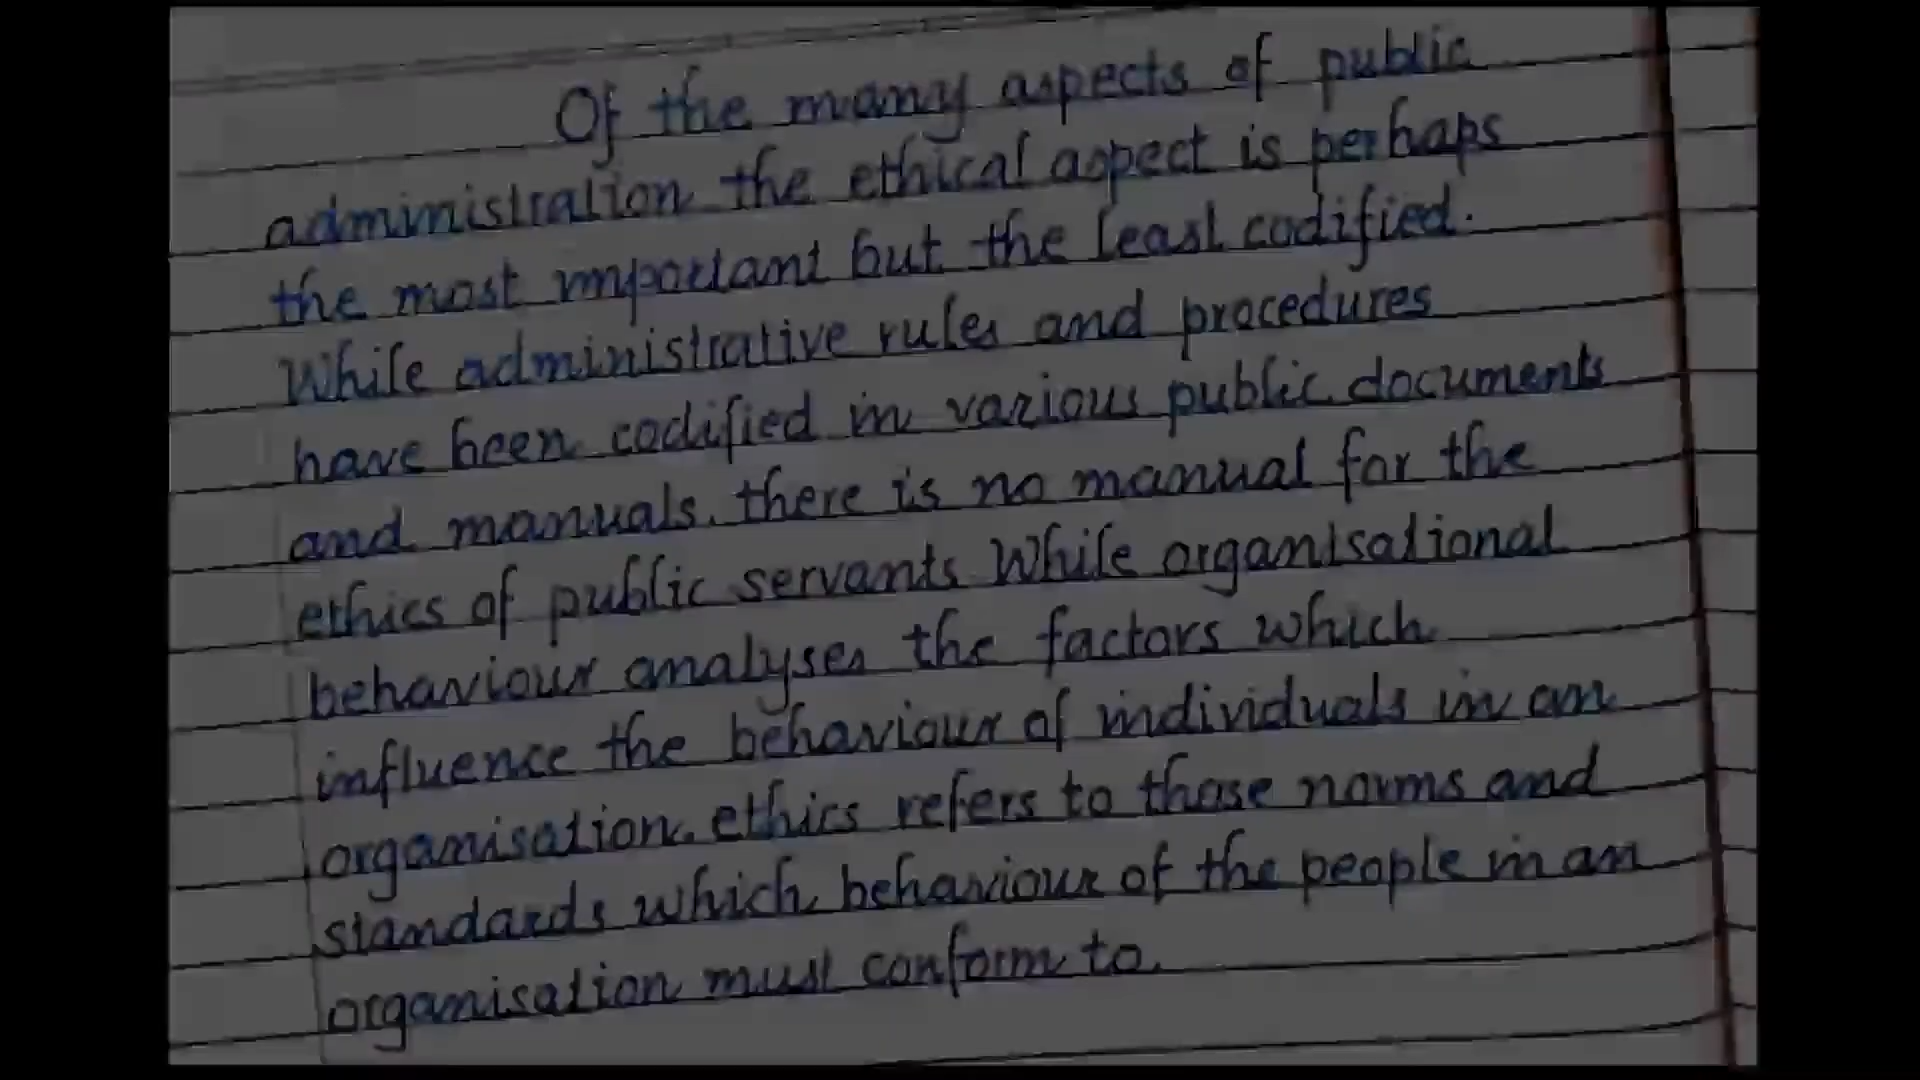 Of the many aspects of public
administration, the ethical aspect is perhaps
the most important but the least codified.
While administrative rules and procedures
have been codified in various public documents
and manuals, there is no manual for the
ethics of public servants While organisational
behaviour analyses the factors which
influence the behaviour of individuals in an
organisation, ethics refers to those norms and
standards which behaviour of the people in an
organisation must conform to.